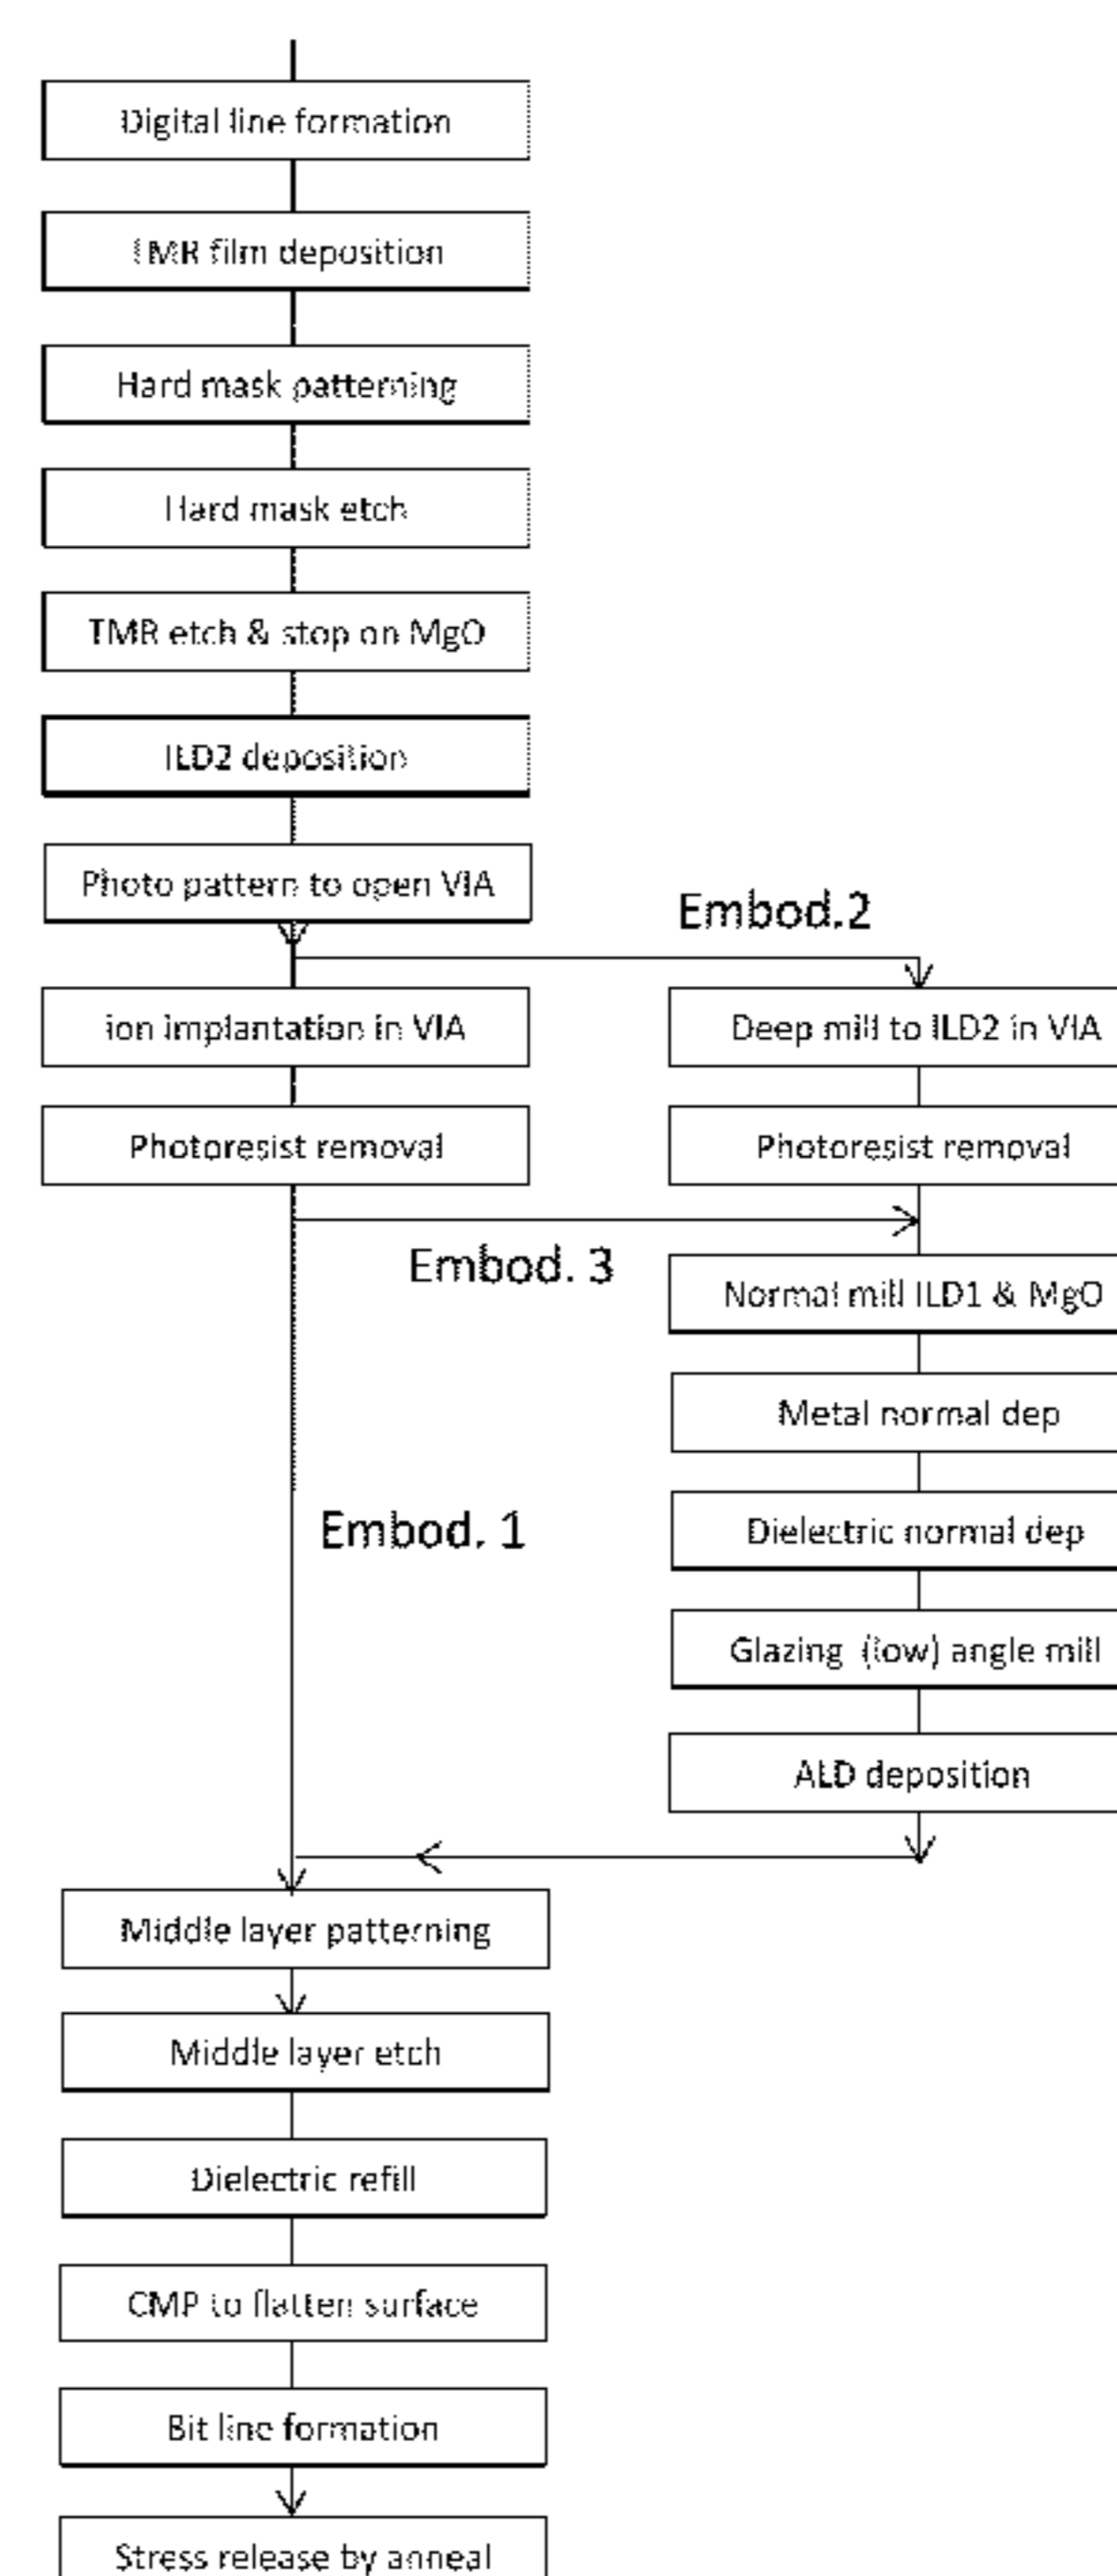 Digital line formation
TMR film deposition
Hard mask patterning
Hard mask etch
TMR etch & stop on MgO
ILD2 deposition
Photo pattern to open VIA
Embod.2
ion implantation in VIA
Deep mill to ILD2 in VIA
Photoresist removal
Photoresist removal
Embod. 3
Normal mill ILD1 & MgO
Metal normal dep
Embod. 1
Dielectric normal dep
Glazing (low) angle mill
ALD deposition
Middle layer patterning
Middle layer etch
Dielectric refill
CMP to flatten surface
Bit line formation
Stress release by anneal